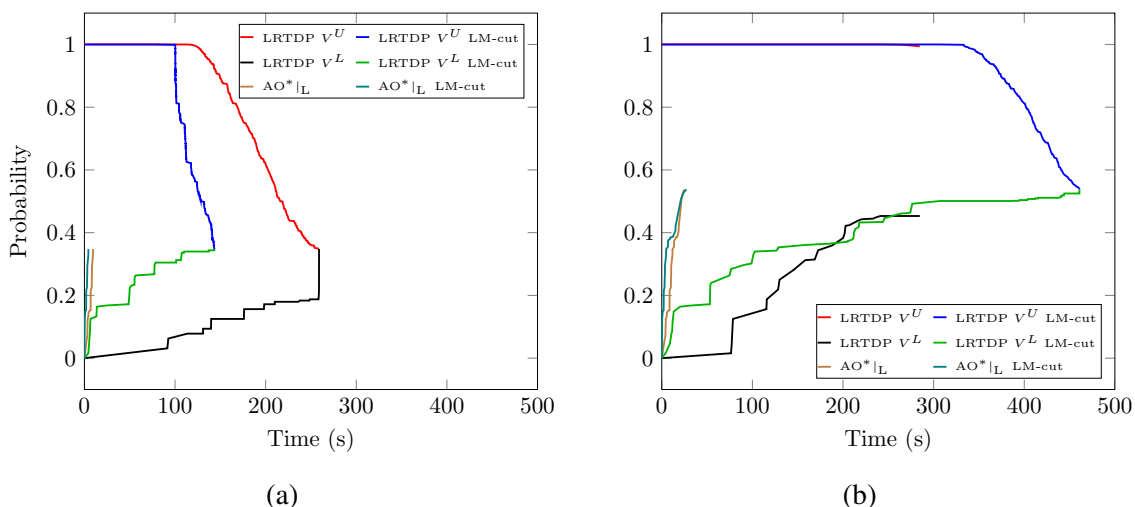 LRTDP V^U LRTDP V^U LM-cut
LRTDP V^L LRTDP V^L LM-cut
AO*|L AO*|L LM-cut
1
0.8
0.6
0.4
0.2
0
Probability
0 100 200 300 400 500
Time (s)
(a)
1
0.8
0.6
0.4
0.2
0
LRTDP V^U LRTDP V^U LM-cut
LRTDP V^L LRTDP V^L LM-cut
AO*|L AO*|L LM-cut
0 100 200 300 400 500
Time (s)
(b)